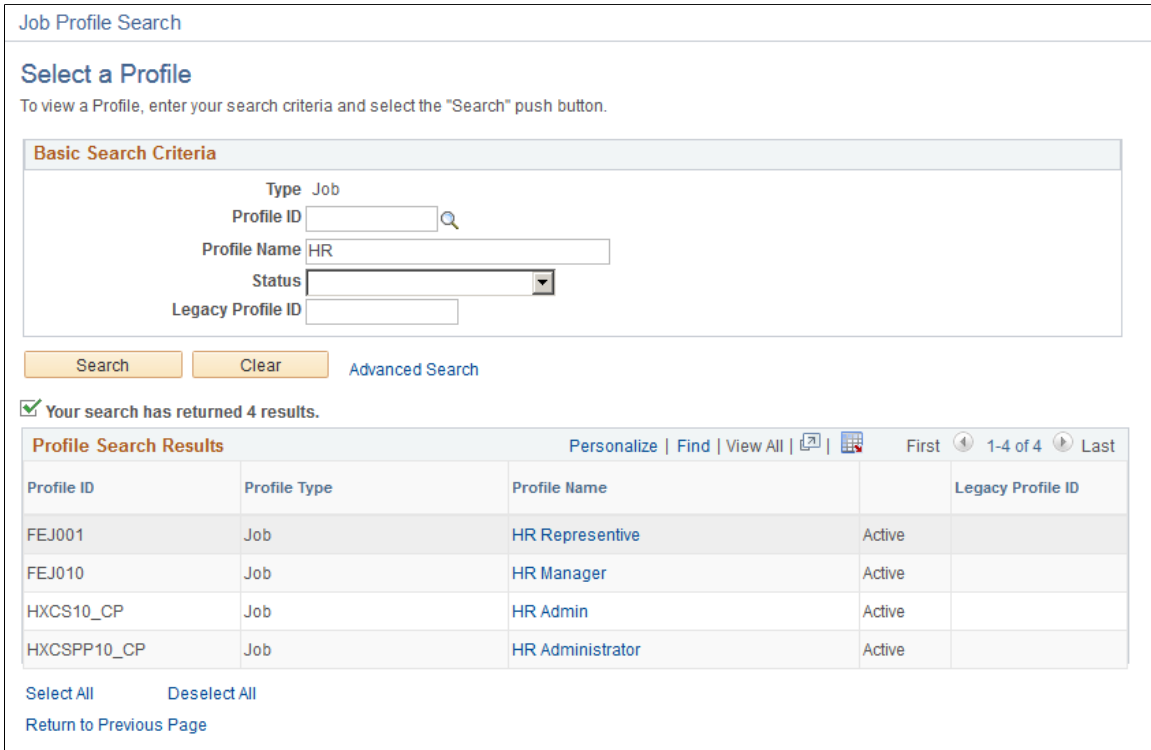 Job Profile Search
Select a Profile
To view a Profile, enter your search criteria and select the "Search" push button.
Basic Search Criteria
Type Job
Profile ID
Profile Name HR
Status
Legacy Profile ID
Search Clear Advanced Search
Your search has returned 4 results.
Profile Search Results Personalize | Find | View All | | First 1-4 of 4 Last
Profile ID Profile Type Profile Name Legacy Profile ID
FEJ001 Job HR Representive Active
FEJ010 Job HR Manager Active
HXCS10_CP Job HR Admin Active
HXCSPP10_CP Job HR Administrator Active
Select All Deselect All
Return to Previous Page